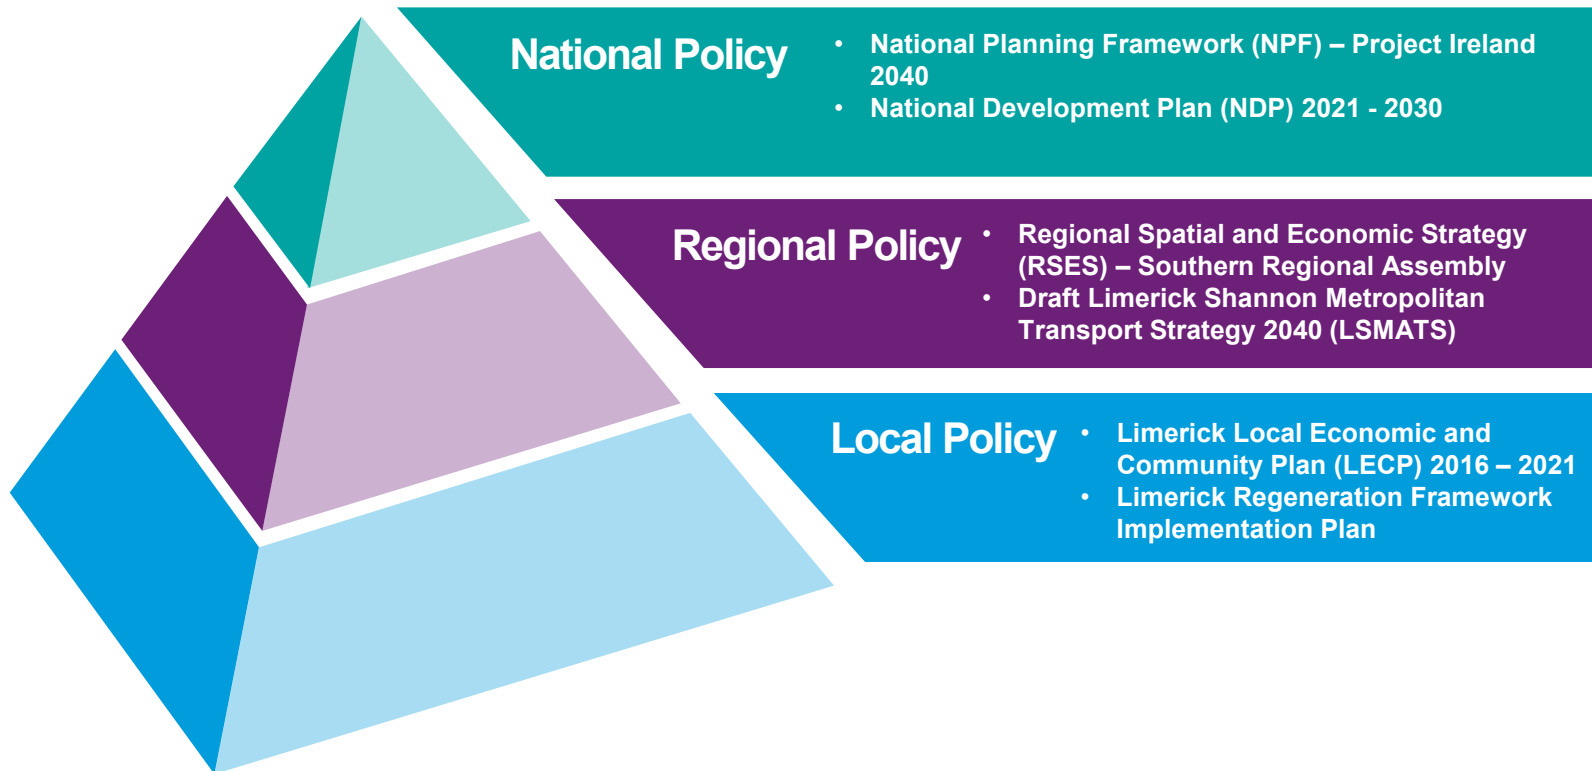 National Policy
• National Planning Framework (NPF) – Project Ireland
2040
• National Development Plan (NDP) 2021 - 2030
Regional Policy
• Regional Spatial and Economic Strategy
(RSES) – Southern Regional Assembly
• Draft Limerick Shannon Metropolitan
Transport Strategy 2040 (LSMATS)
Local Policy
• Limerick Local Economic and
Community Plan (LECP) 2016 – 2021
• Limerick Regeneration Framework
Implementation Plan